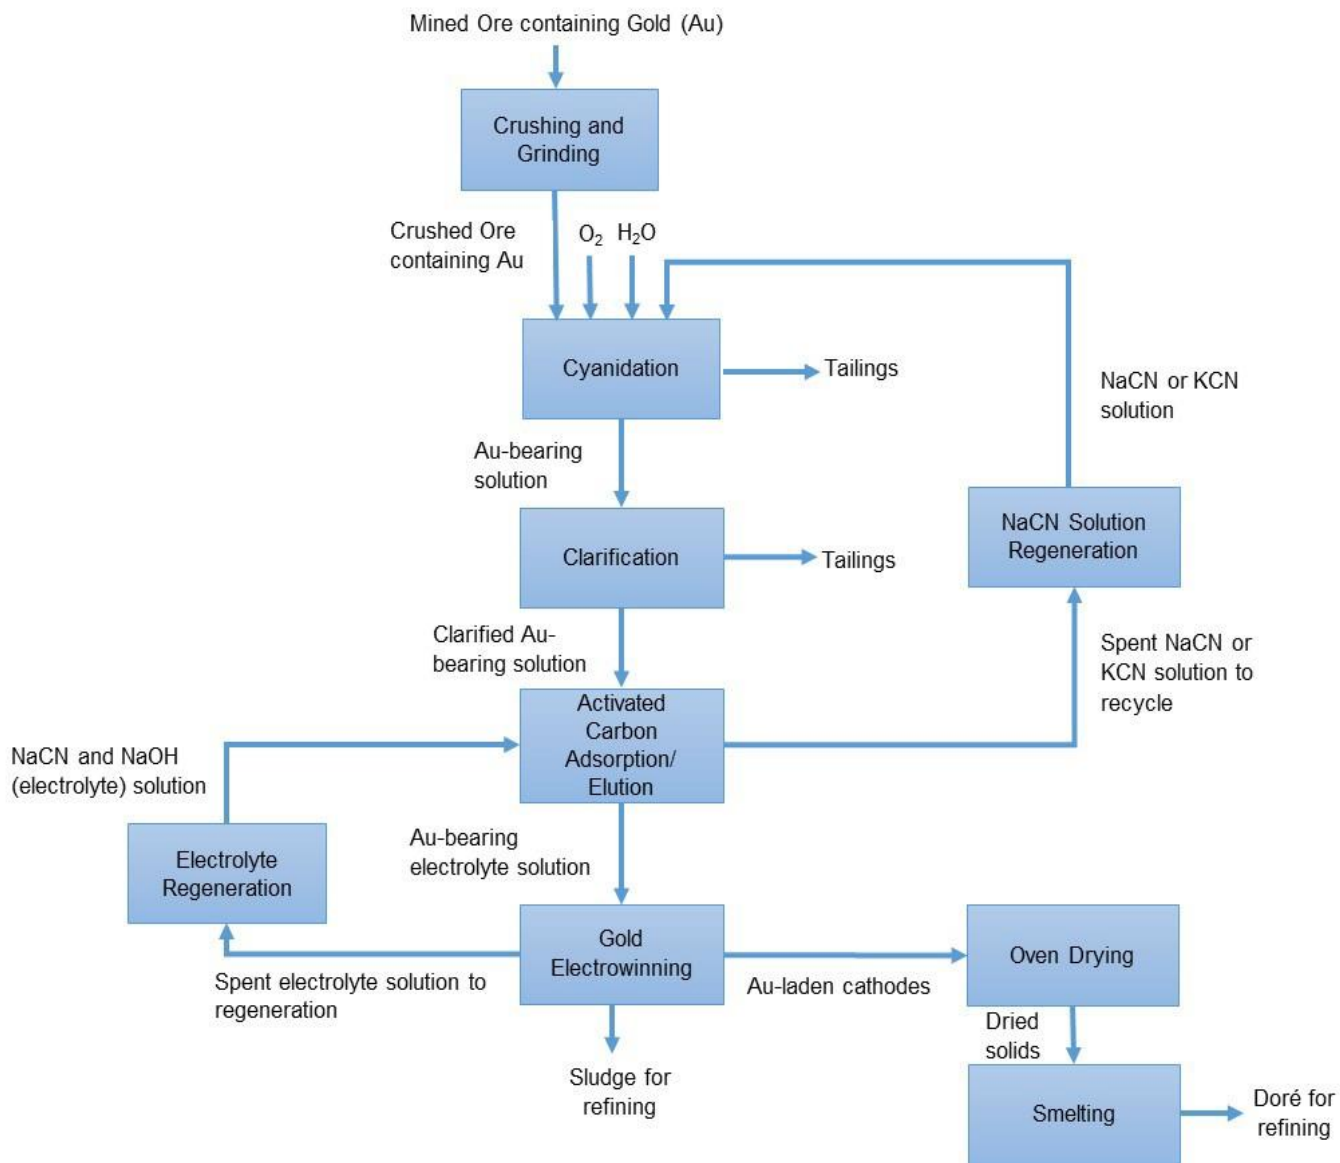 Mined Ore containing Gold (Au)
Crushing and
Grinding
Crushed Ore
containing Au
O₂
H₂O
Cyanidation
Tailings
NaCN or KCN
solution
Au-bearing
solution
Clarification
Tailings
NaCN Solution
Regeneration
Clarified Au-
bearing solution
Spent NaCN or
KCN solution to
recycle
Activated
Carbon
Adsorption/
Elution
NaCN and NaOH
(electrolyte) solution
Electrolyte
Regeneration
Au-bearing
electrolyte solution
Gold
Electrowinning
Spent electrolyte solution to
regeneration
Au-laden cathodes
Oven Drying
Sludge for
refining
Dried
solids
Smelting
Doré for
refining